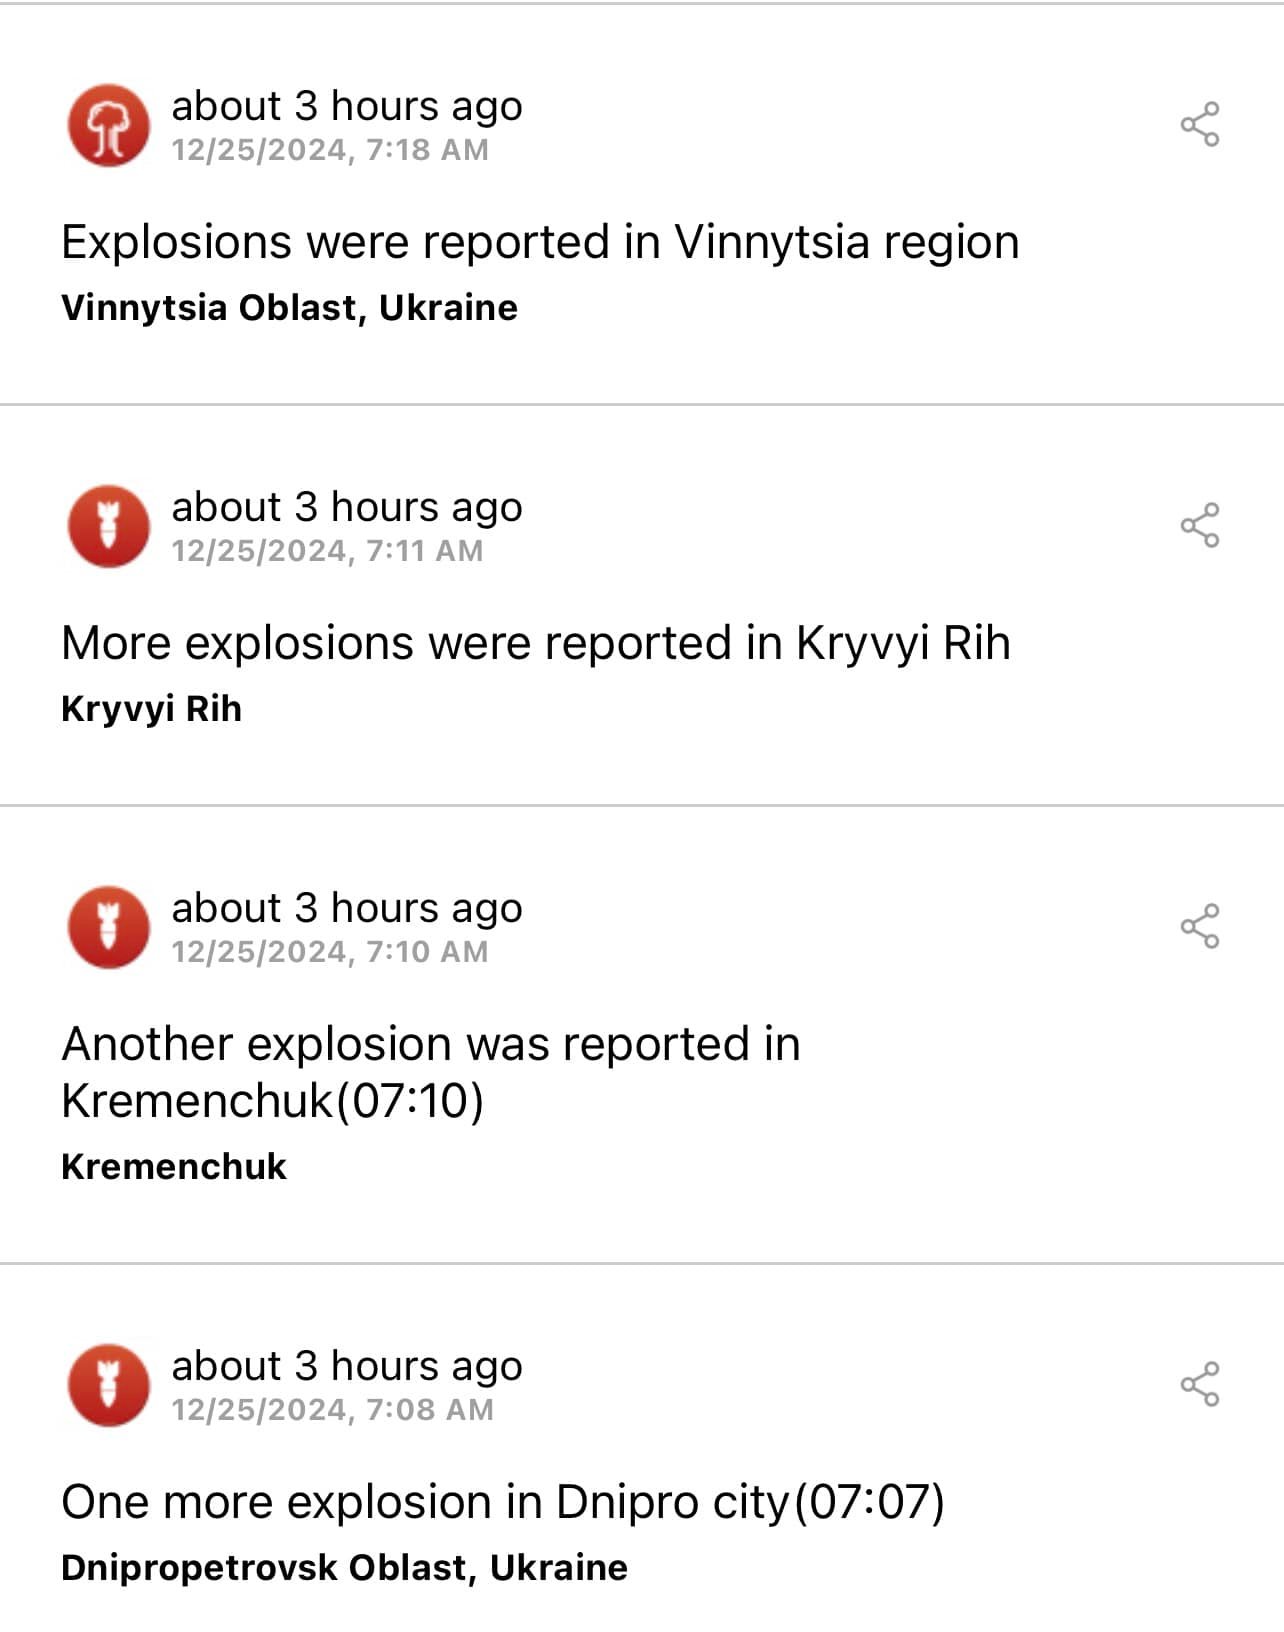 about 3 hours ago
12/25/2024, 7:18 AM
Explosions were reported in Vinnytsia region
Vinnytsia Oblast, Ukraine
about 3 hours ago
12/25/2024, 7:11 AM
More explosions were reported in Kryvyi Rih
Kryvyi Rih
about 3 hours ago
12/25/2024, 7:10 AM
Another explosion was reported in
Kremenchuk(07:10)
Kremenchuk
about 3 hours ago
12/25/2024, 7:08 AM
One more explosion in Dnipro city(07:07)
Dnipropetrovsk Oblast, Ukraine